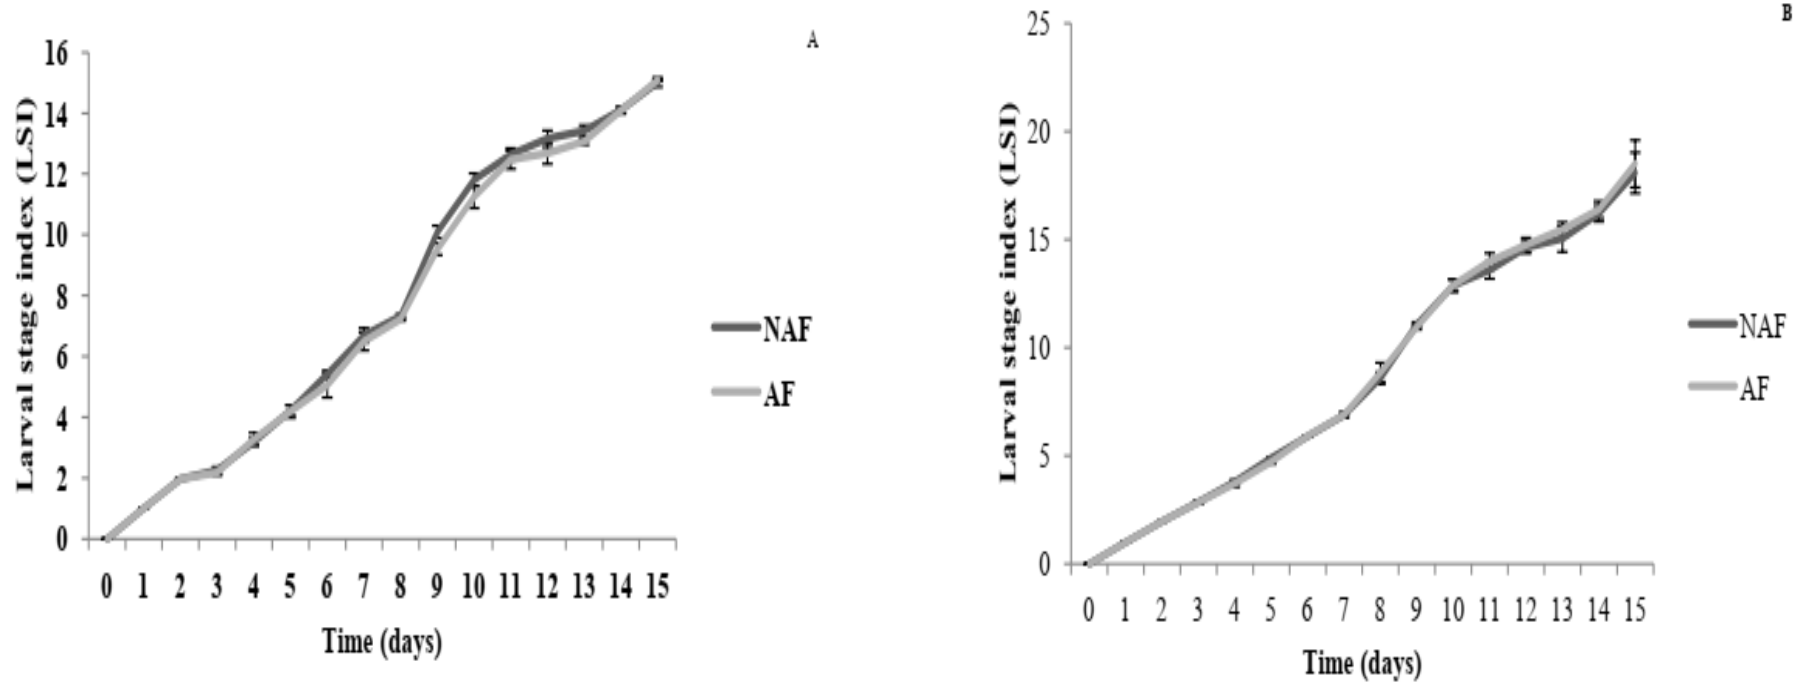 A
Larval stage index (LSI)
16
14
12
10
8
6
4
2
0
0 1 2 3 4 5 6 7 8 9 10 11 12 13 14 15
Time (days)
NAF
AF
B
Larval stage index (LSI)
25
20
15
10
5
0
0 1 2 3 4 5 6 7 8 9 10 11 12 13 14 15
Time (days)
NAF
AF